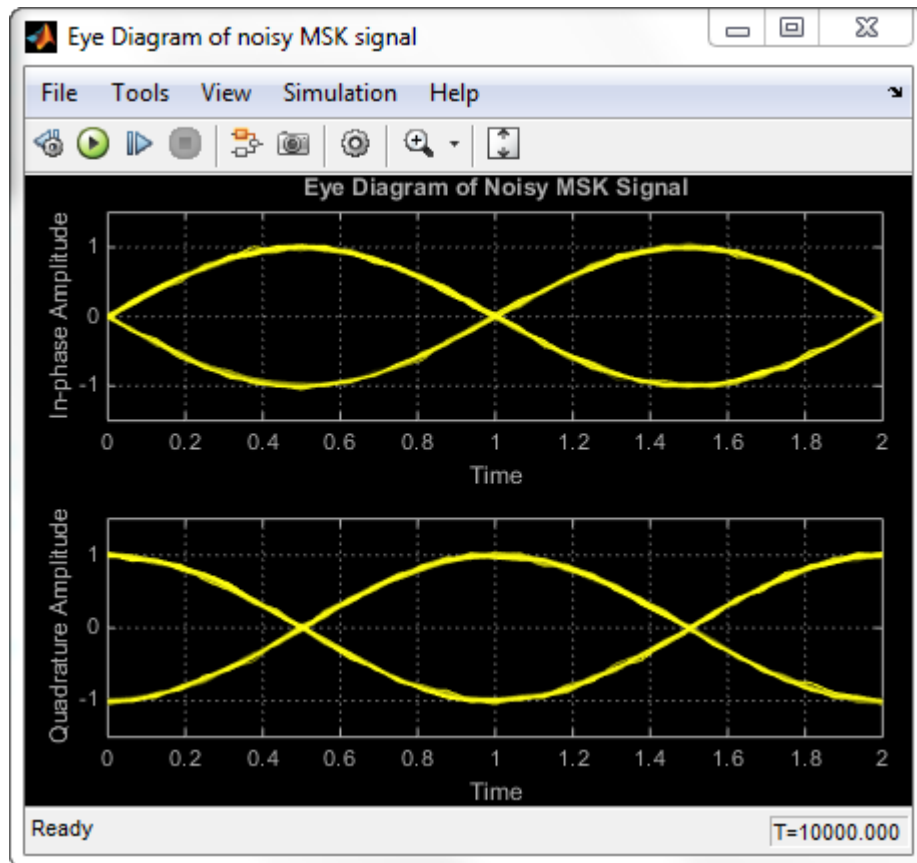 Eye Diagram of noisy MSK signal
File Tools View Simulation Help
Eye Diagram of Noisy MSK Signal
In-phase Amplitude
1
0
-1
0 0.2 0.4 0.6 0.8 1 1.2 1.4 1.6 1.8 2
Time
Quadrature Amplitude
1
0
-1
0 0.2 0.4 0.6 0.8 1 1.2 1.4 1.6 1.8 2
Time
Ready T=10000.000